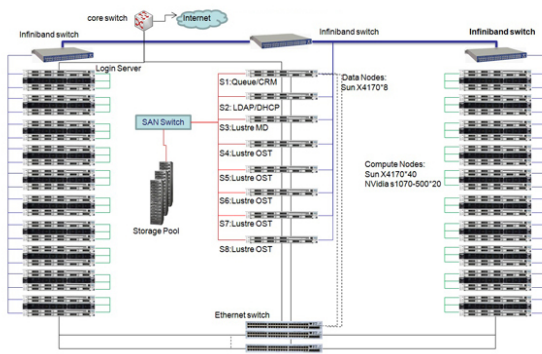 core switch
Internet
Infiniband switch
Infiniband switch
Infiniband switch
Login Server
S1:Queue/CRM
Data Nodes:
Sun X4170*8
S2: LDAP/DHCP
SAN Switch
S3:Lustre MD
S4:Lustre OST
Compute Nodes:
Sun X4170*40
NVidia s1070-500*20
S5:Lustre OST
S6:Lustre OST
Storage Pool
S7:Lustre OST
S8:Lustre OST
Ethernet switch